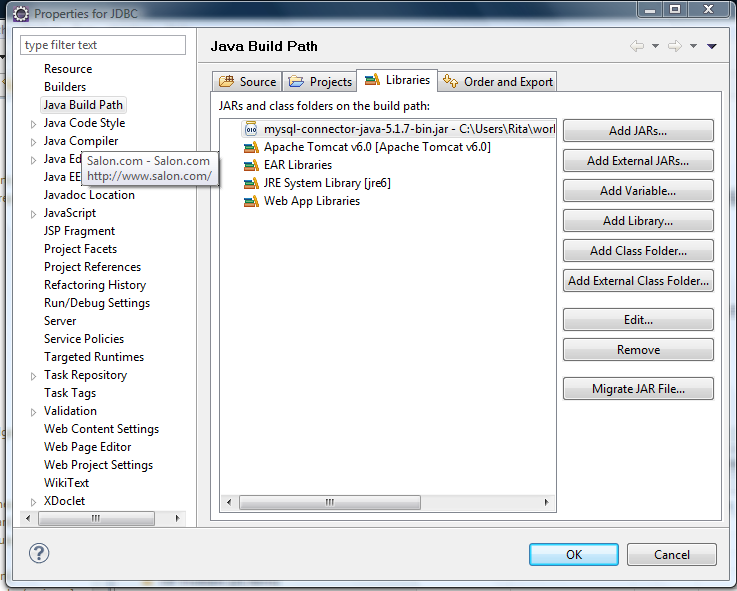 Properties for JDBC
type filter text
Resource
Builders
Java Build Path
Java Code Style
Java Compiler
Java Ed
Salon.com - Salon.com
http://www.salon.com/
Java EE
Javadoc Location
JavaScript
JSP Fragment
Project Facets
Project References
Refactoring History
Run/Debug Settings
Server
Service Policies
Targeted Runtimes
Task Repository
Task Tags
Validation
Web Content Settings
Web Page Editor
Web Project Settings
WikiText
XDoclet
Java Build Path
Source
Projects
Libraries
Order and Export
JARs and class folders on the build path:
mysql-connector-java-5.1.7-bin.jar - C:\Users\Rita\worl
Apache Tomcat v6.0 [Apache Tomcat v6.0]
EAR Libraries
JRE System Library [jre6]
Web App Libraries
Add JARs...
Add External JARs...
Add Variable...
Add Library...
Add Class Folder...
Add External Class Folder...
Edit...
Remove
Migrate JAR File...
?
OK
Cancel